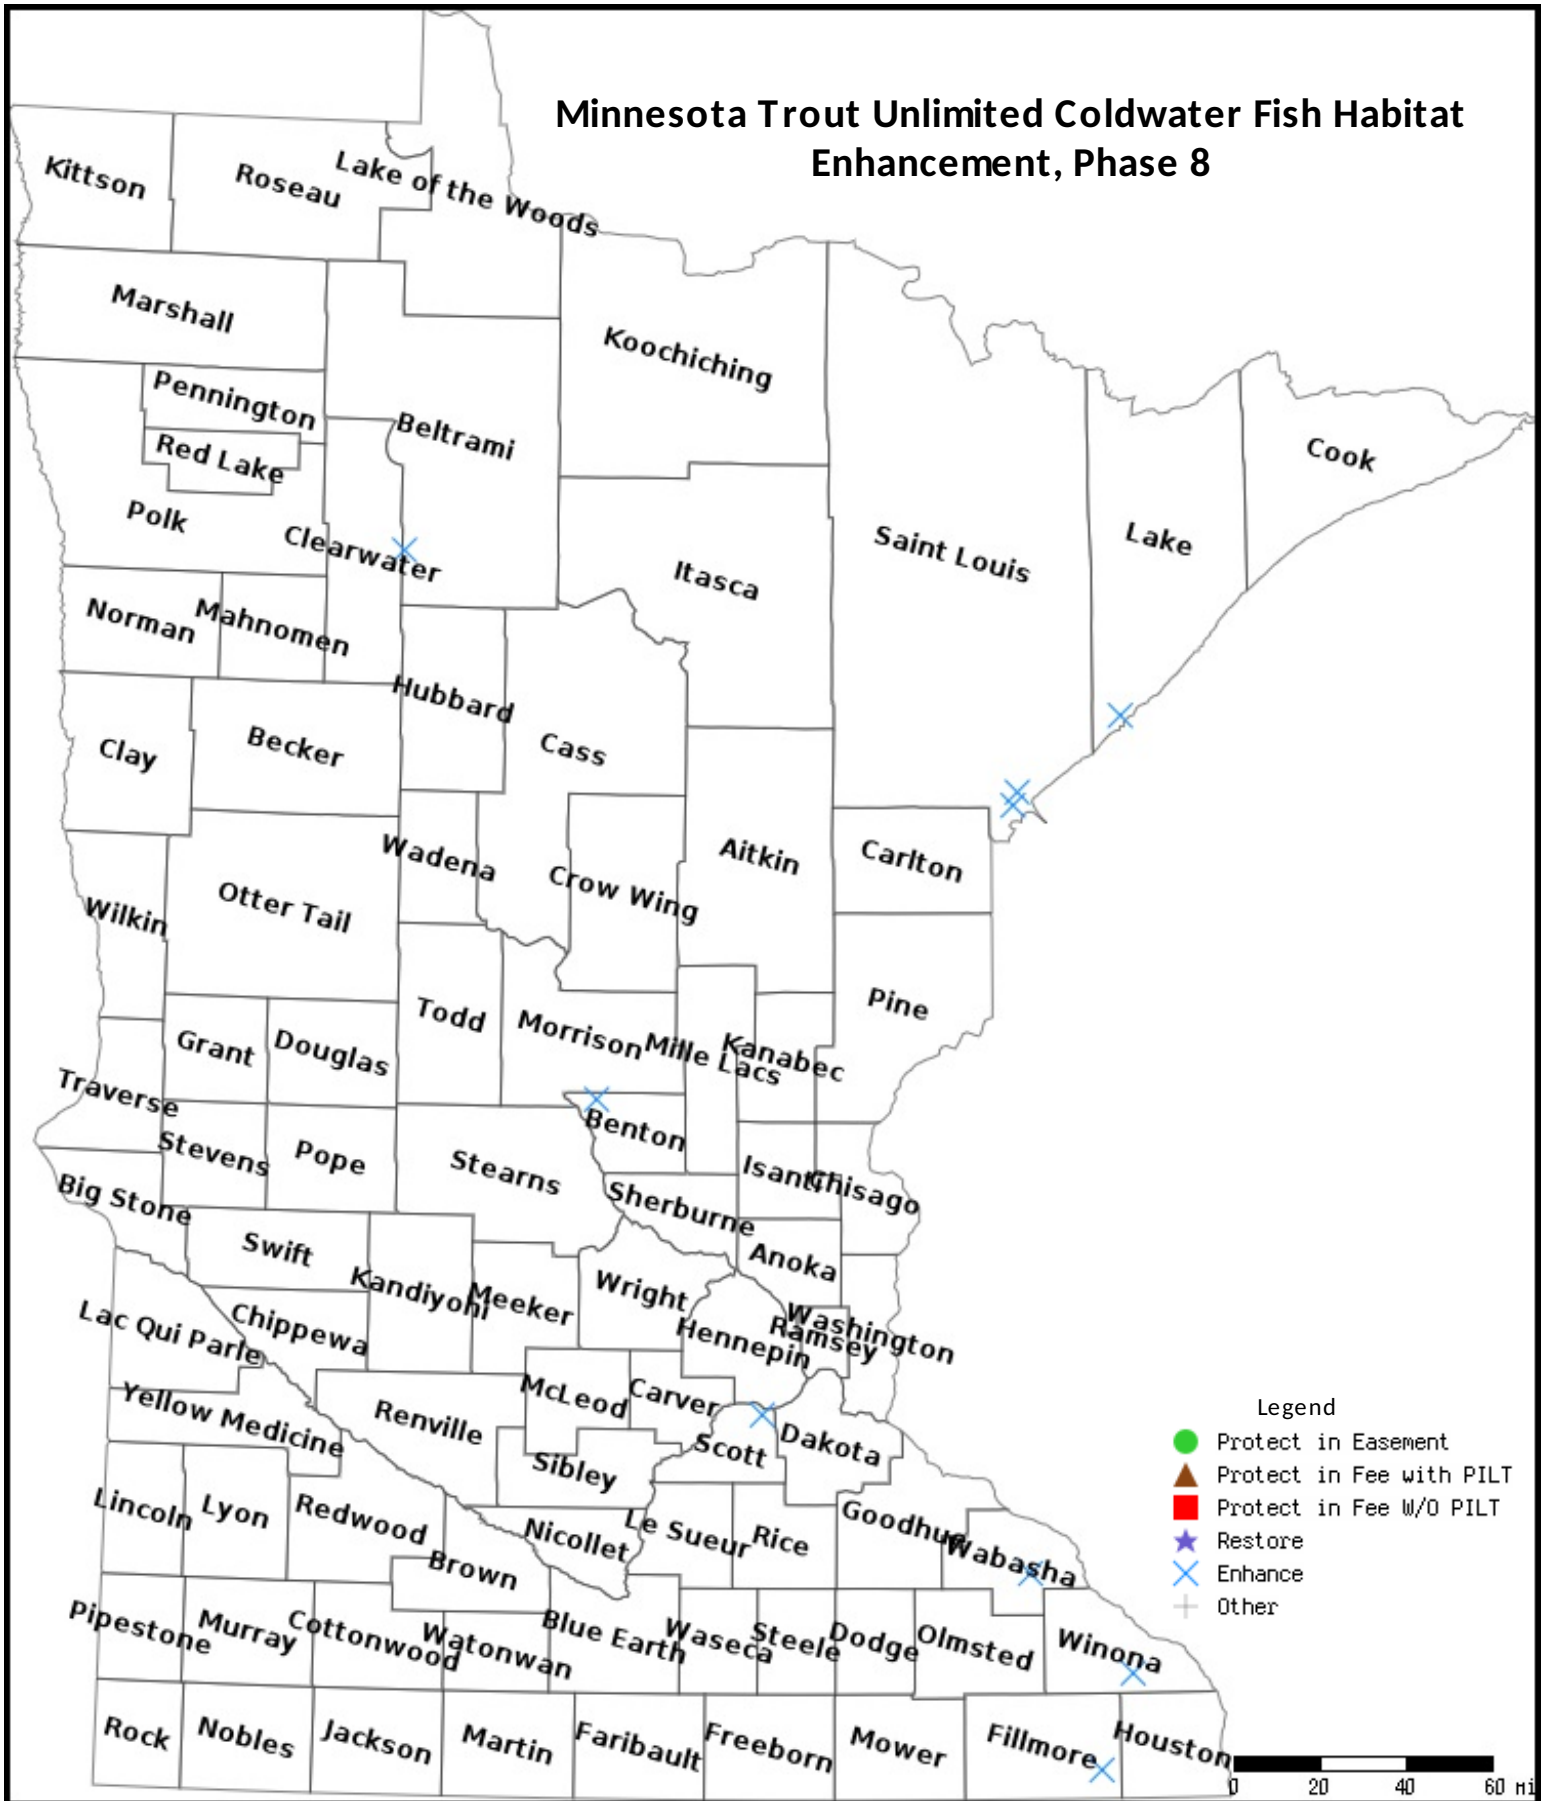 Minnesota Trout Unlimited Coldwater Fish Habitat
Enhancement, Phase 8
Kittson
Roseau
Lake of the Woods
Marshall
Koochiching
Pennington
Beltrami
Red Lake
Cook
Polk
Clearwater
Saint Louis
Lake
Itasca
Norman
Mahnomen
Hubbard
Clay
Becker
Cass
Wadena
Aitkin
Carlton
Otter Tail
Crow Wing
Wilkin
Pine
Todd
Morrison
Mille Lacs
Kanabec
Grant
Douglas
Traverse
Benton
Stevens
Pope
Stearns
Isanti
Chisago
Big Stone
Sherburne
Swift
Anoka
Kandiyohi
Meeker
Wright
Washington
Ramsey
Hennepin
Lac Qui Parle
Chippewa
McLeod
Carver
Yellow Medicine
Renville
Scott
Dakota
Sibley
Lincoln
Lyon
Redwood
Nicollet
Le Sueur
Rice
Goodhue
Wabasha
Brown
Pipestone
Murray
Cottonwood
Watonwan
Blue Earth
Waseca
Steele
Dodge
Olmsted
Winona
Rock
Nobles
Jackson
Martin
Faribault
Freeborn
Mower
Fillmore
Houston
Legend
Protect in Easement
Protect in Fee with PILT
Protect in Fee W/O PILT
Restore
Enhance
Other
0 20 40 60 mi